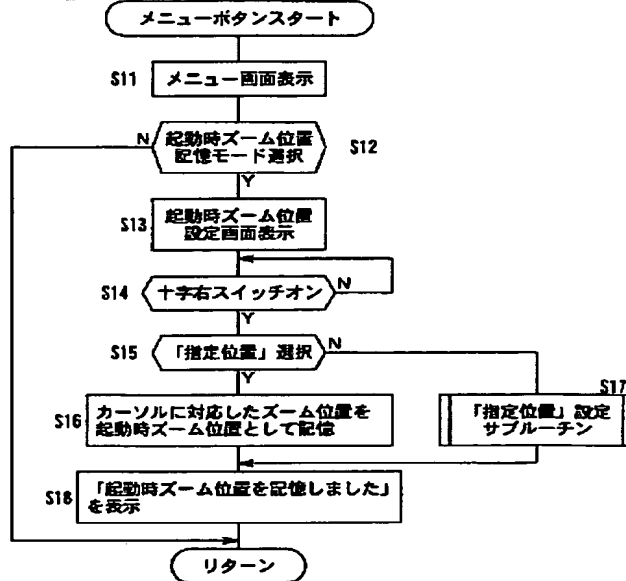 メニューボタンスタート
S11
メニュー画面表示
N
起動時ズーム位置
記憶モード選択
S12
Y
S13
起動時ズーム位置
設定画面表示
S14
十字右スイッチオン
N
Y
S15
「指定位置」選択
N
Y
S16
カーソルに対応したズーム位置を
起動時ズーム位置として記憶
S17
「指定位置」設定
サブルーチン
S18
「起動時ズーム位置を記憶しました」
を表示
リターン